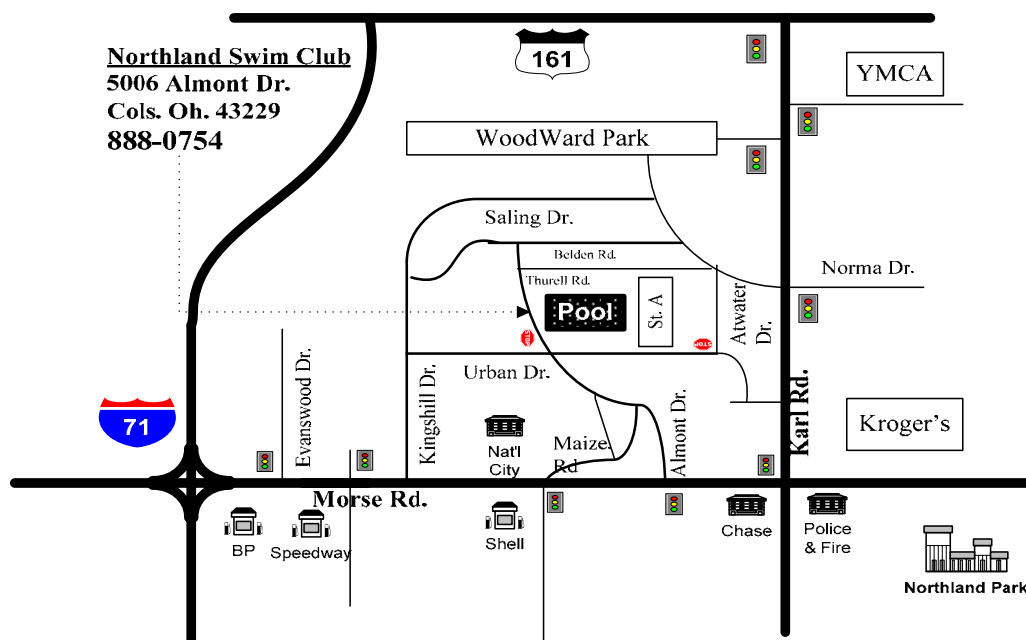 Northland Swim Club
5006 Almont Dr.
Cols. Oh. 43229
888-0754
161
YMCA
WoodWard Park
Saling Dr.
Belden Rd.
Norma Dr.
Thurell Rd.
Pool
St. A
Atwater
Dr.
STOP
STOP
Urban Dr.
Evanswood Dr.
Kingshill Dr.
Almont Dr.
Karl Rd.
71
Kroger's
Nat'l
City
Maize.
Rd
Morse Rd.
BP
Speedway
Shell
Chase
Police
& Fire
Northland Park